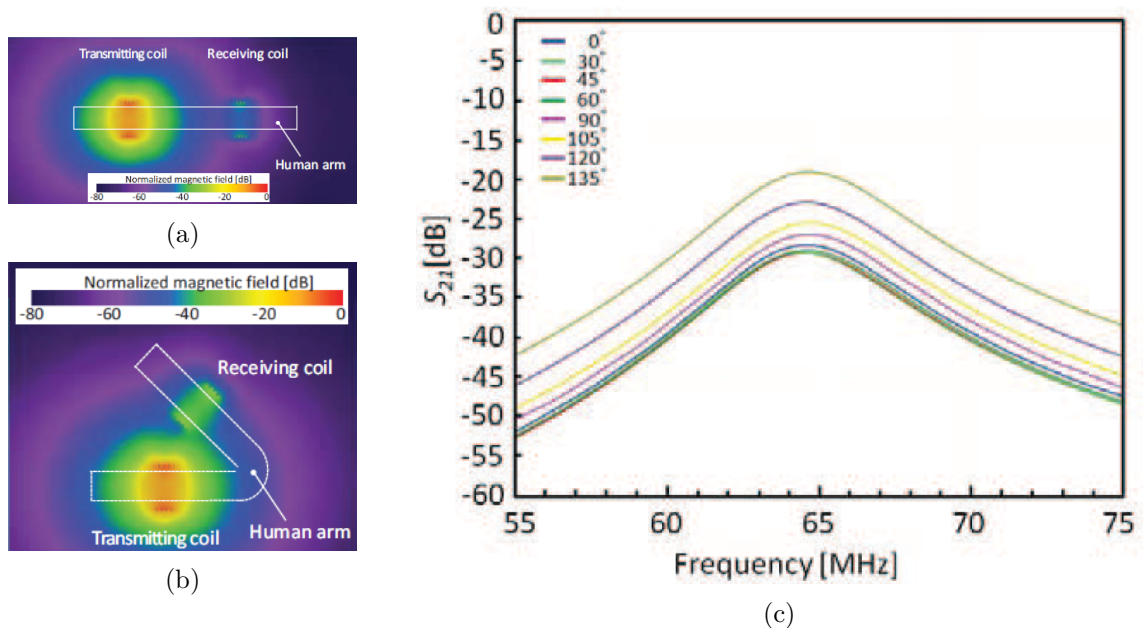 Transmitting coil Receiving coil
Human arm
Normalized magnetic field [dB]
-80 -60 -40 -20 0
(a)
Normalized magnetic field [dB]
-80 -60 -40 -20 0
Receiving coil
Human arm
Transmitting coil
(b)
0
-5
-10
-15
-20
-25
-30
-35
-40
-45
-50
-55
-60
S21[dB]
0°
30°
45°
60°
90°
105°
120°
135°
55 60 65 70 75
Frequency [MHz]
(c)